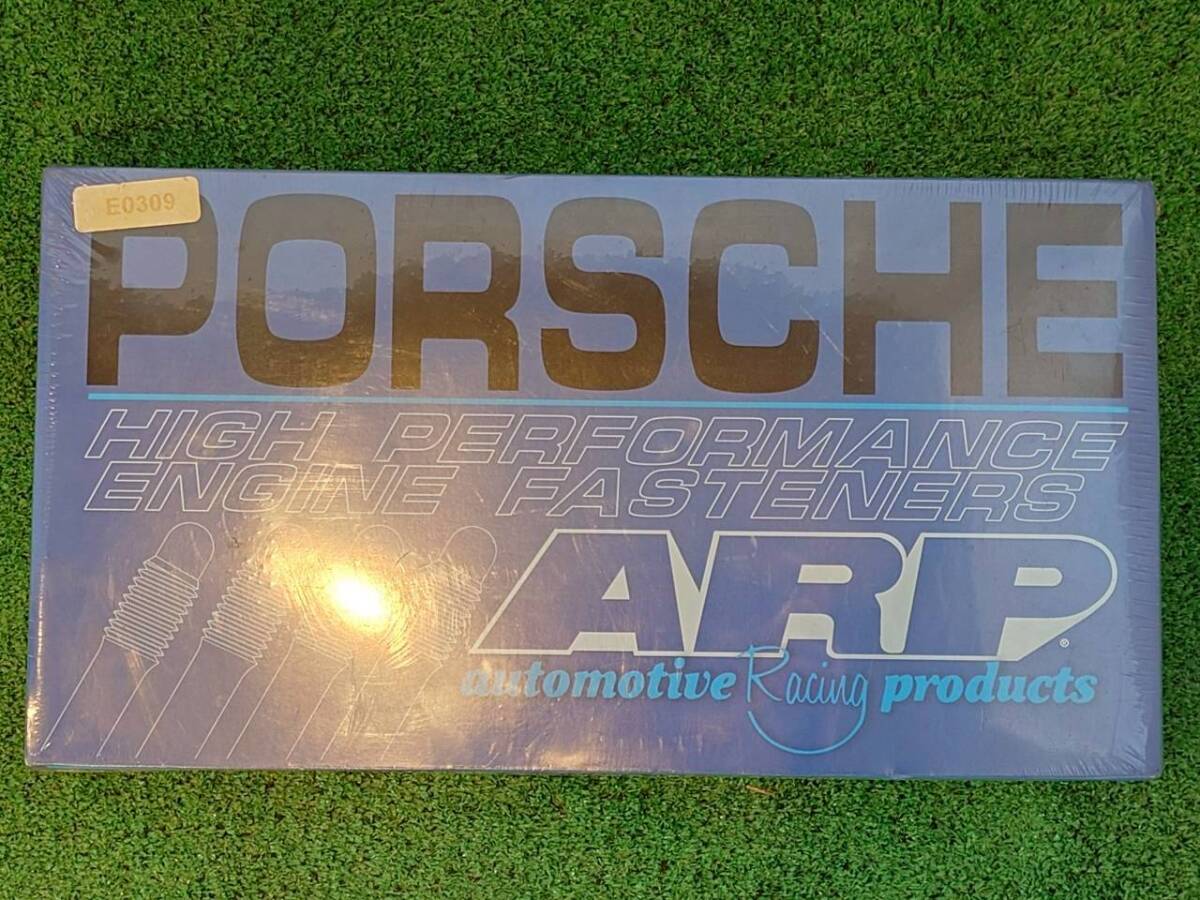 E0309
PORSCHE
HIGH PERFORMANCE
ENGINE FASTENERS
ARP®
automotive Racing products